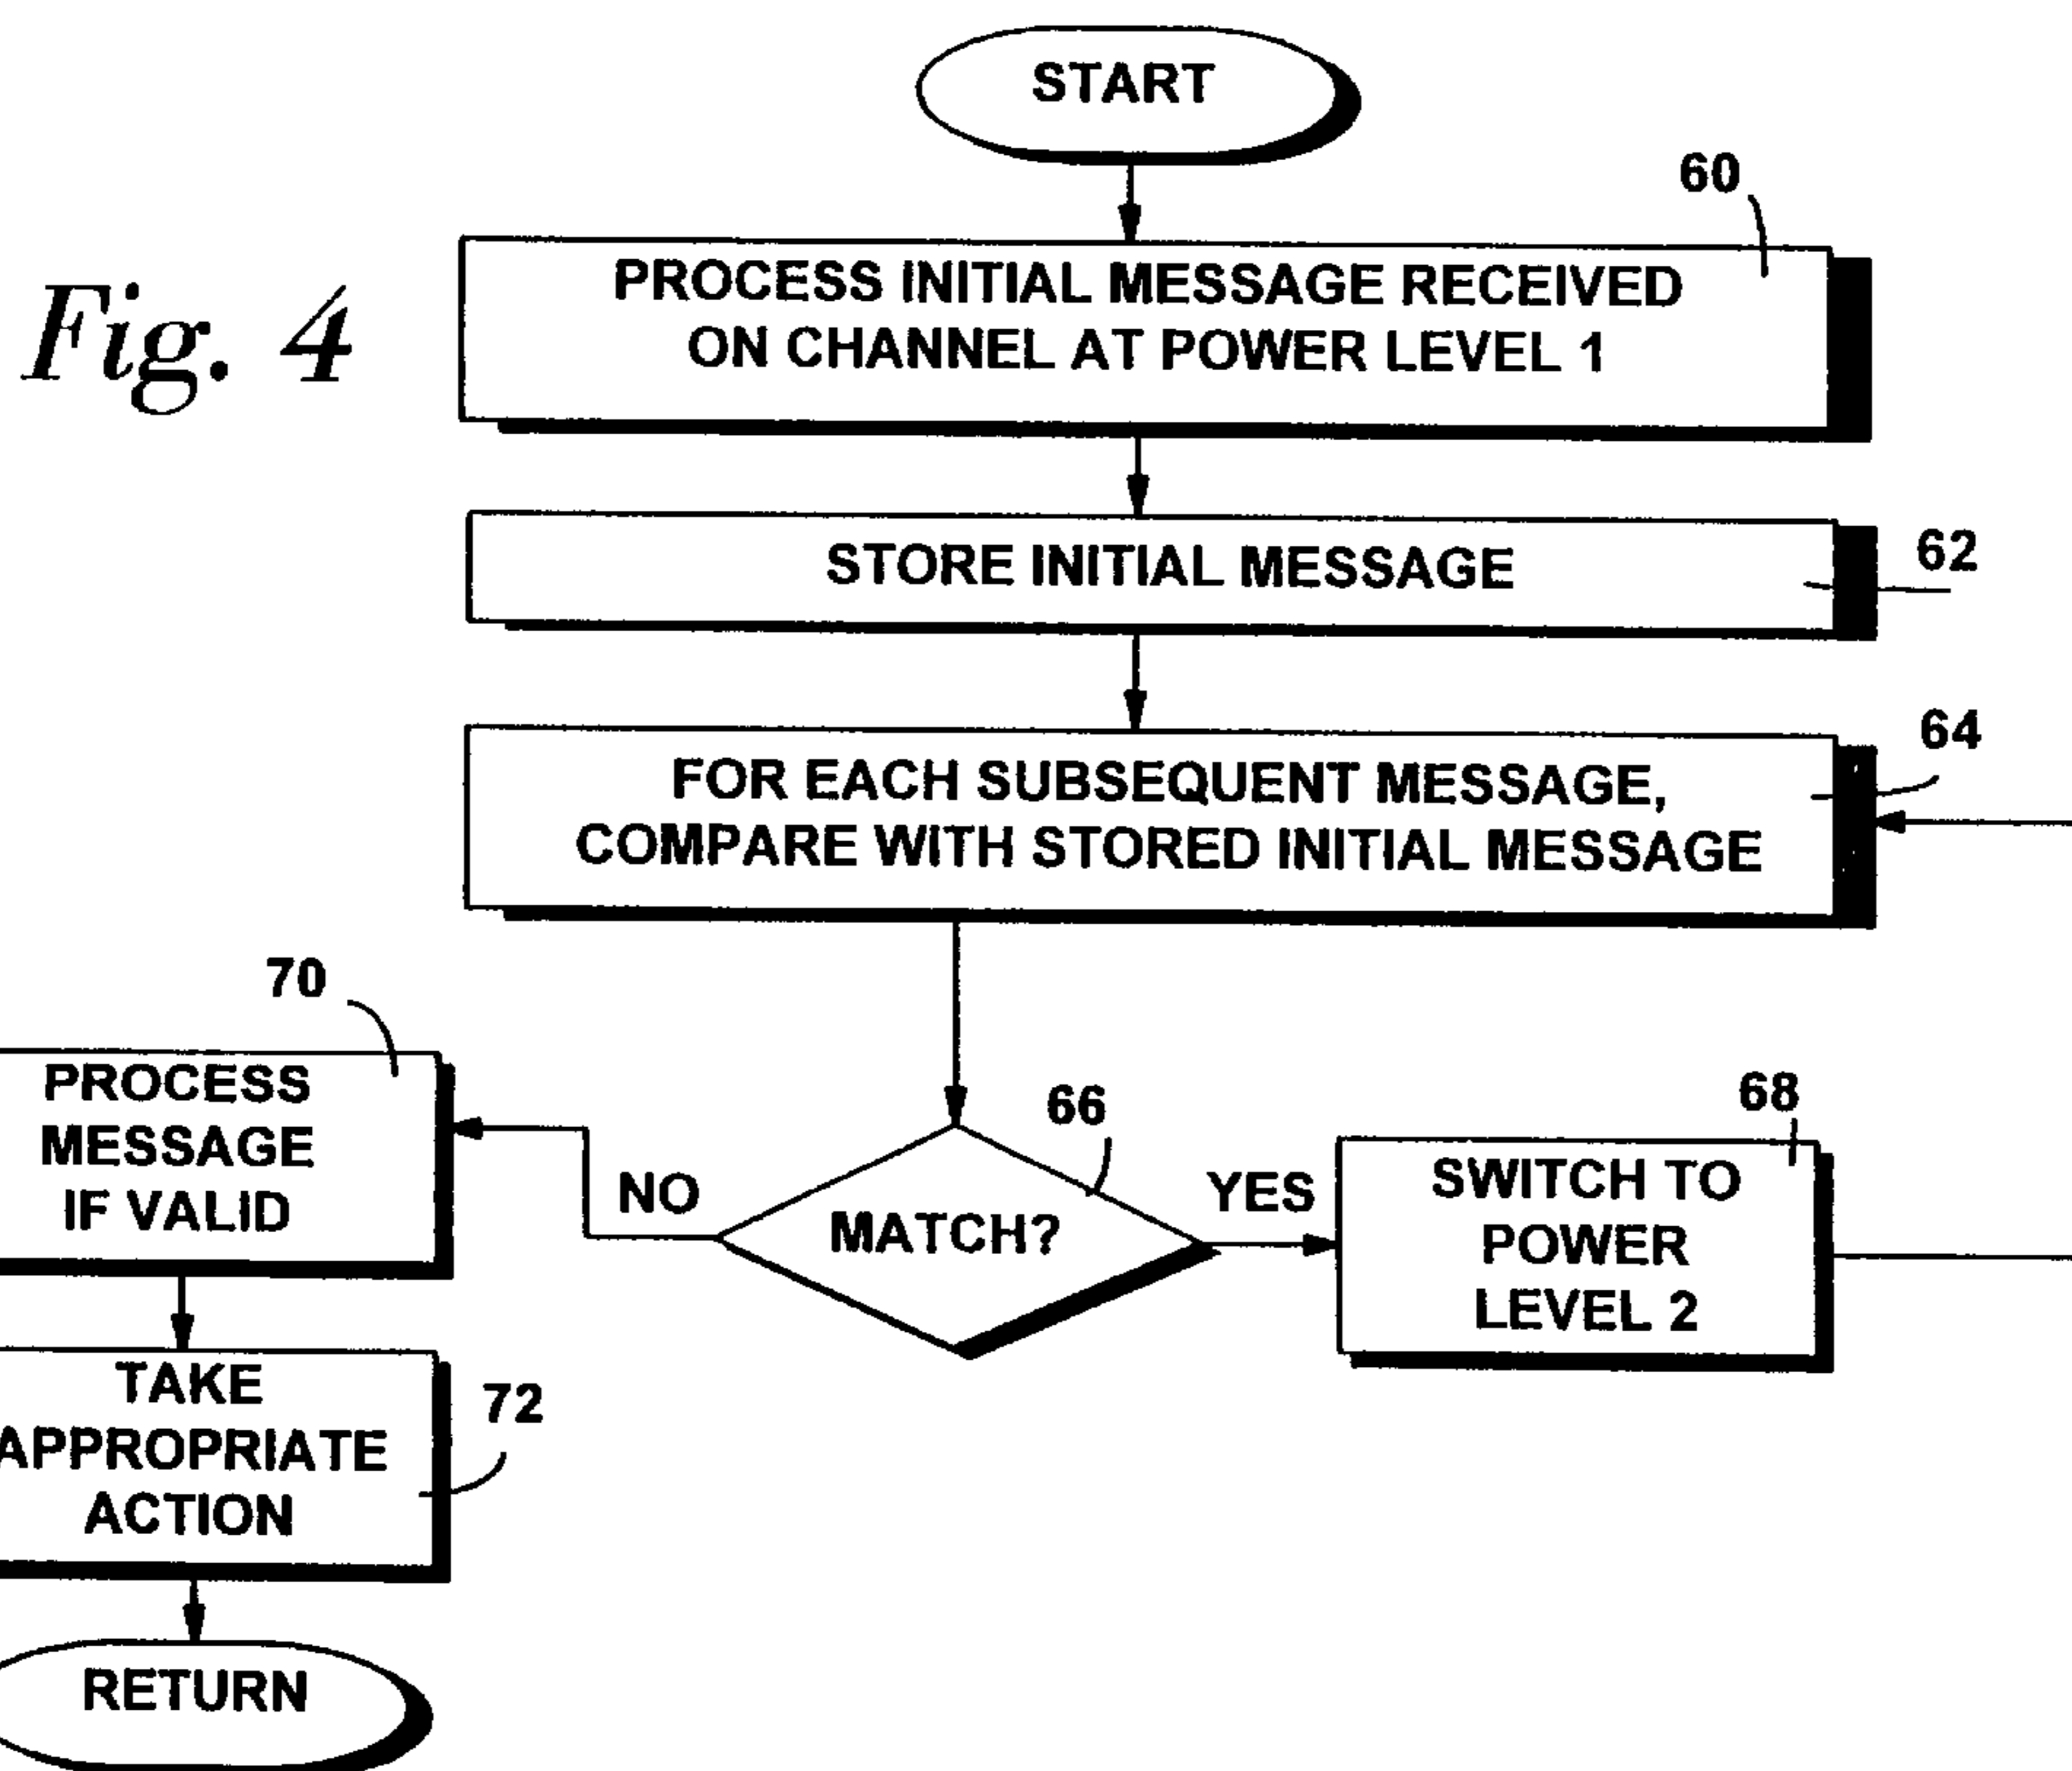 START
60
Fig. 4
PROCESS INITIAL MESSAGE RECEIVED
ON CHANNEL AT POWER LEVEL 1
STORE INITIAL MESSAGE
62
64
FOR EACH SUBSEQUENT MESSAGE,
COMPARE WITH STORED INITIAL MESSAGE
70
PROCESS
MESSAGE
IF VALID
NO
66
MATCH?
YES
68
SWITCH TO
POWER
LEVEL 2
TAKE
APPROPRIATE
ACTION
72
RETURN